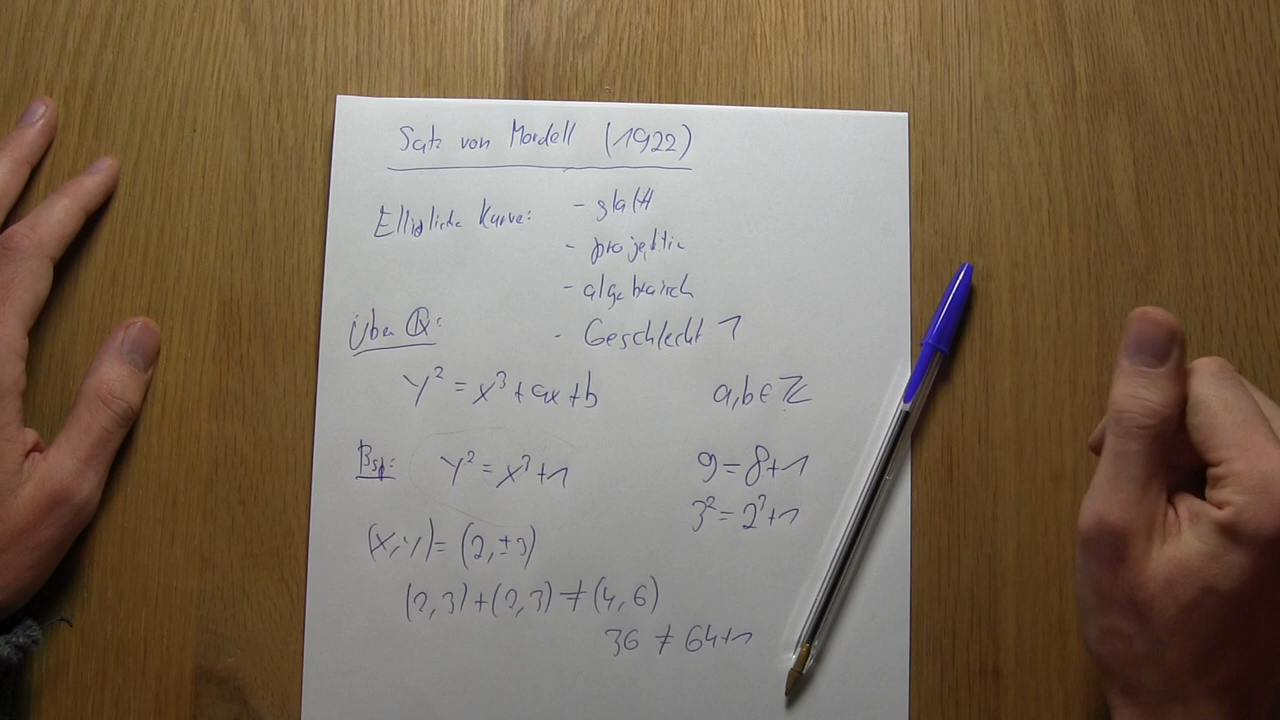 Satz von Mordell (1922)
Elliptische Kurve: - glatt
- projektiv
- algebraisch
Über ℚ: - Geschlecht 1
y² = x³ + ax + b a, b ∈ ℤ
Bsp: y² = x³ + 1 9 = 8 + 1
3² = 2³ + 1
(x, y) = (2, ±3)
(2, 3) + (2, 3) ≠ (4, 6)
36 ≠ 64 + 1